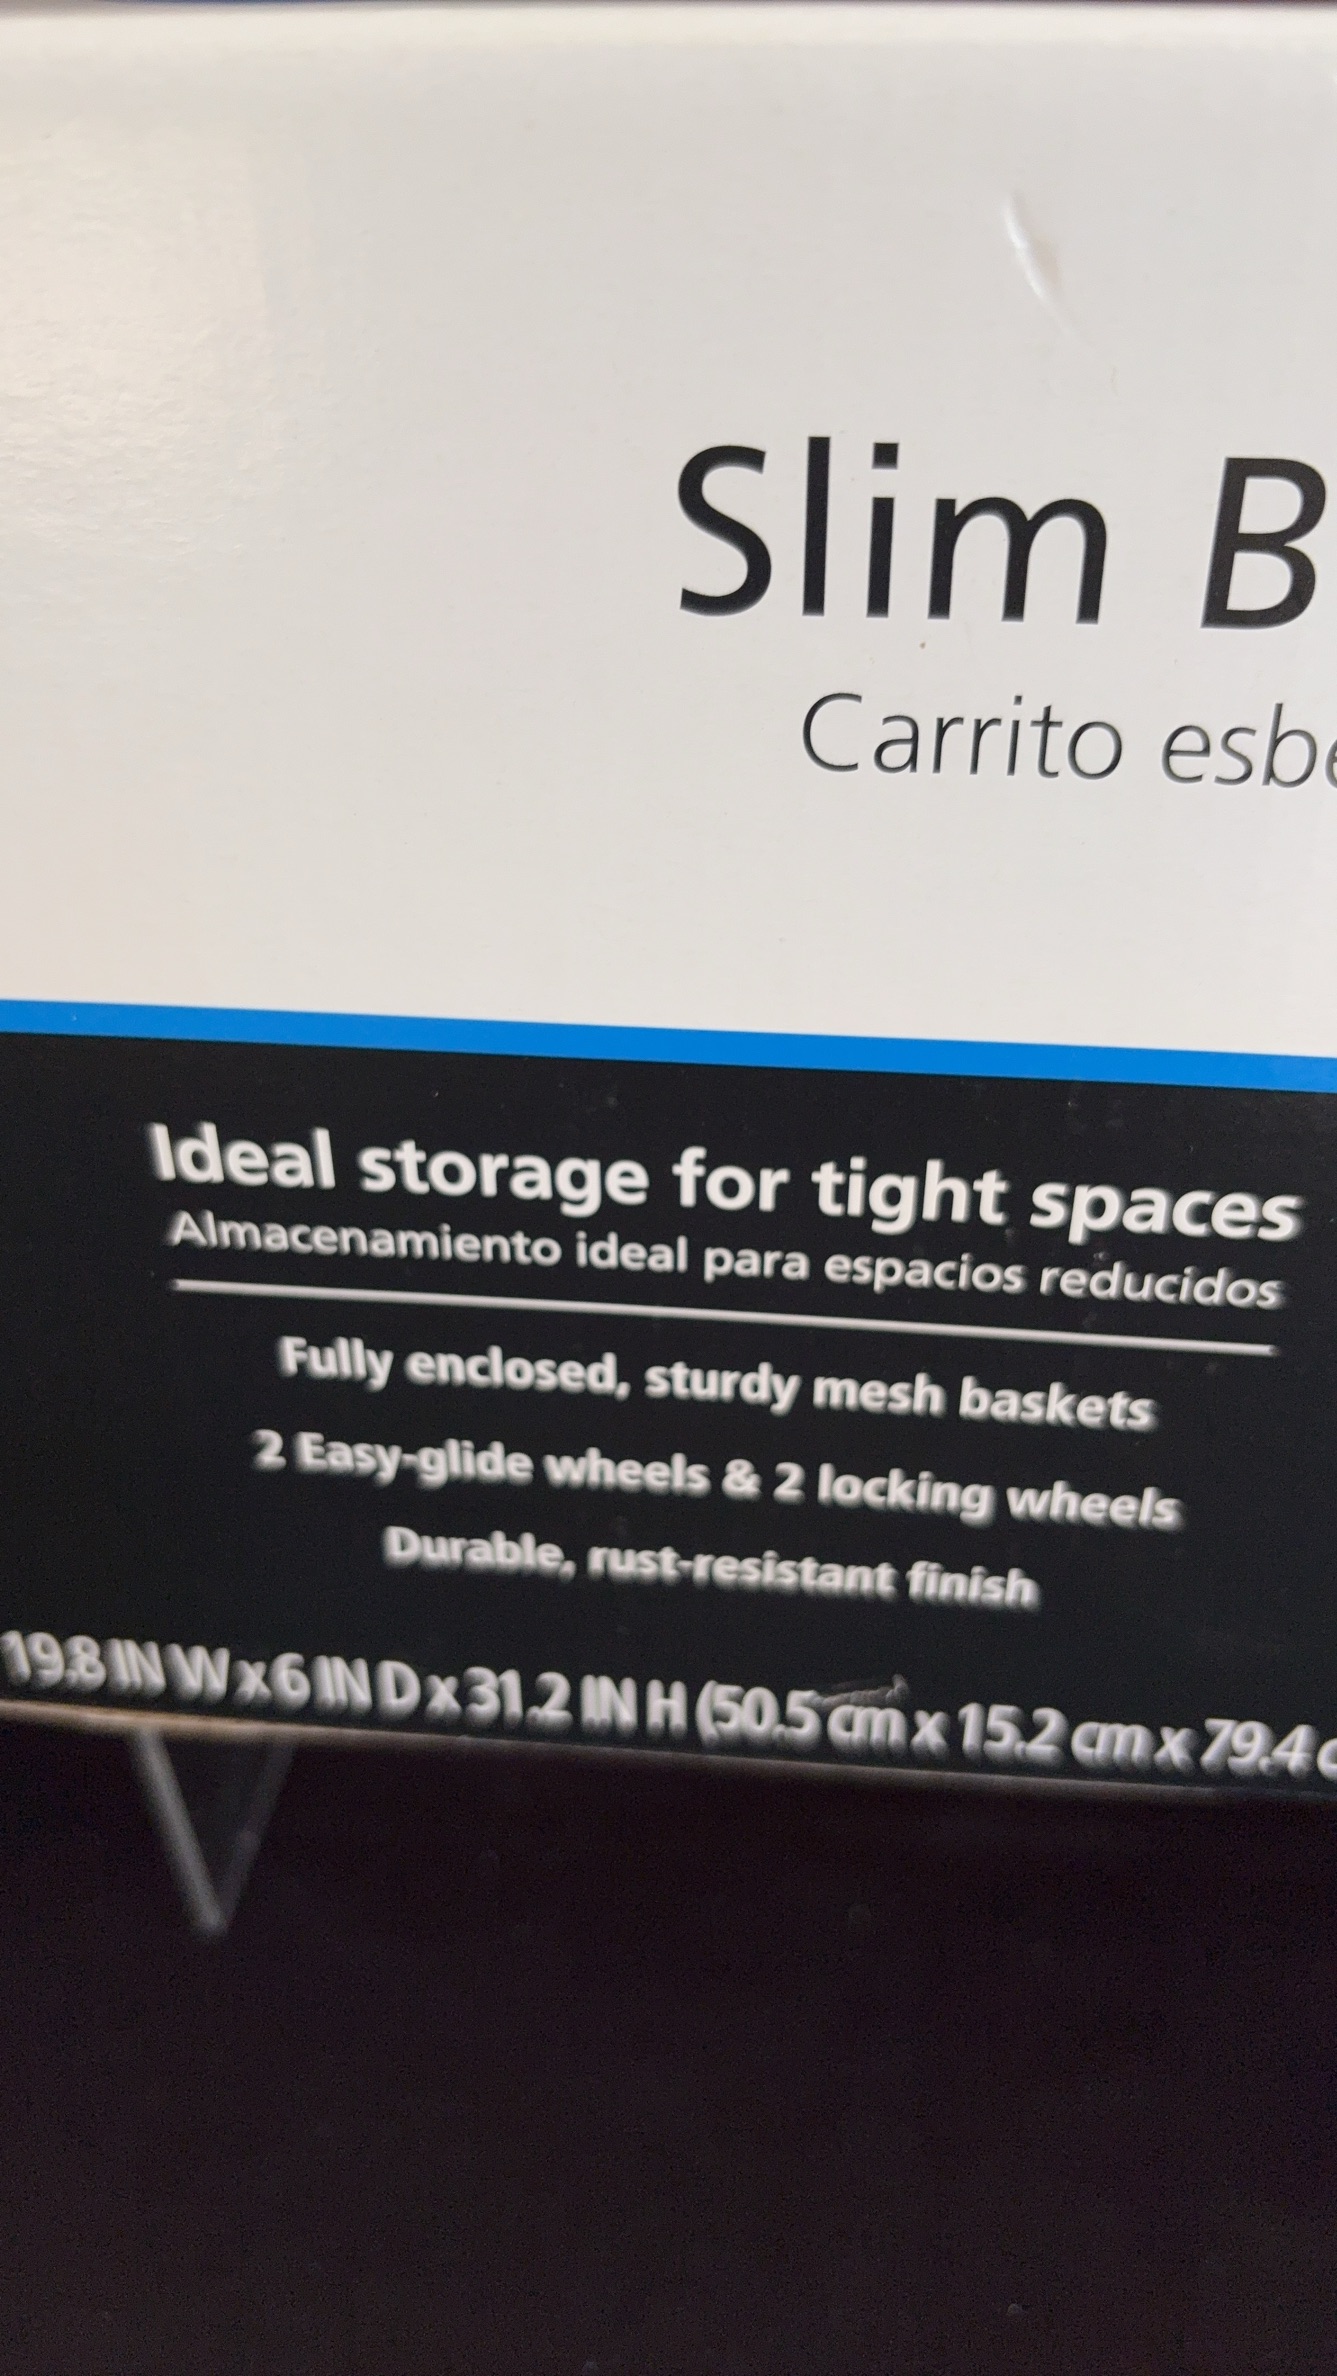 Slim B
Carrito esbe
Ideal storage for tight spaces
Almacenamiento ideal para espacios reducidos
Fully enclosed, sturdy mesh baskets
2 Easy-glide wheels & 2 locking wheels
Durable, rust-resistant finish
19.8 IN W x 6 IN D x 31.2 IN H (50.5 cm x 15.2 cm x 79.4 c